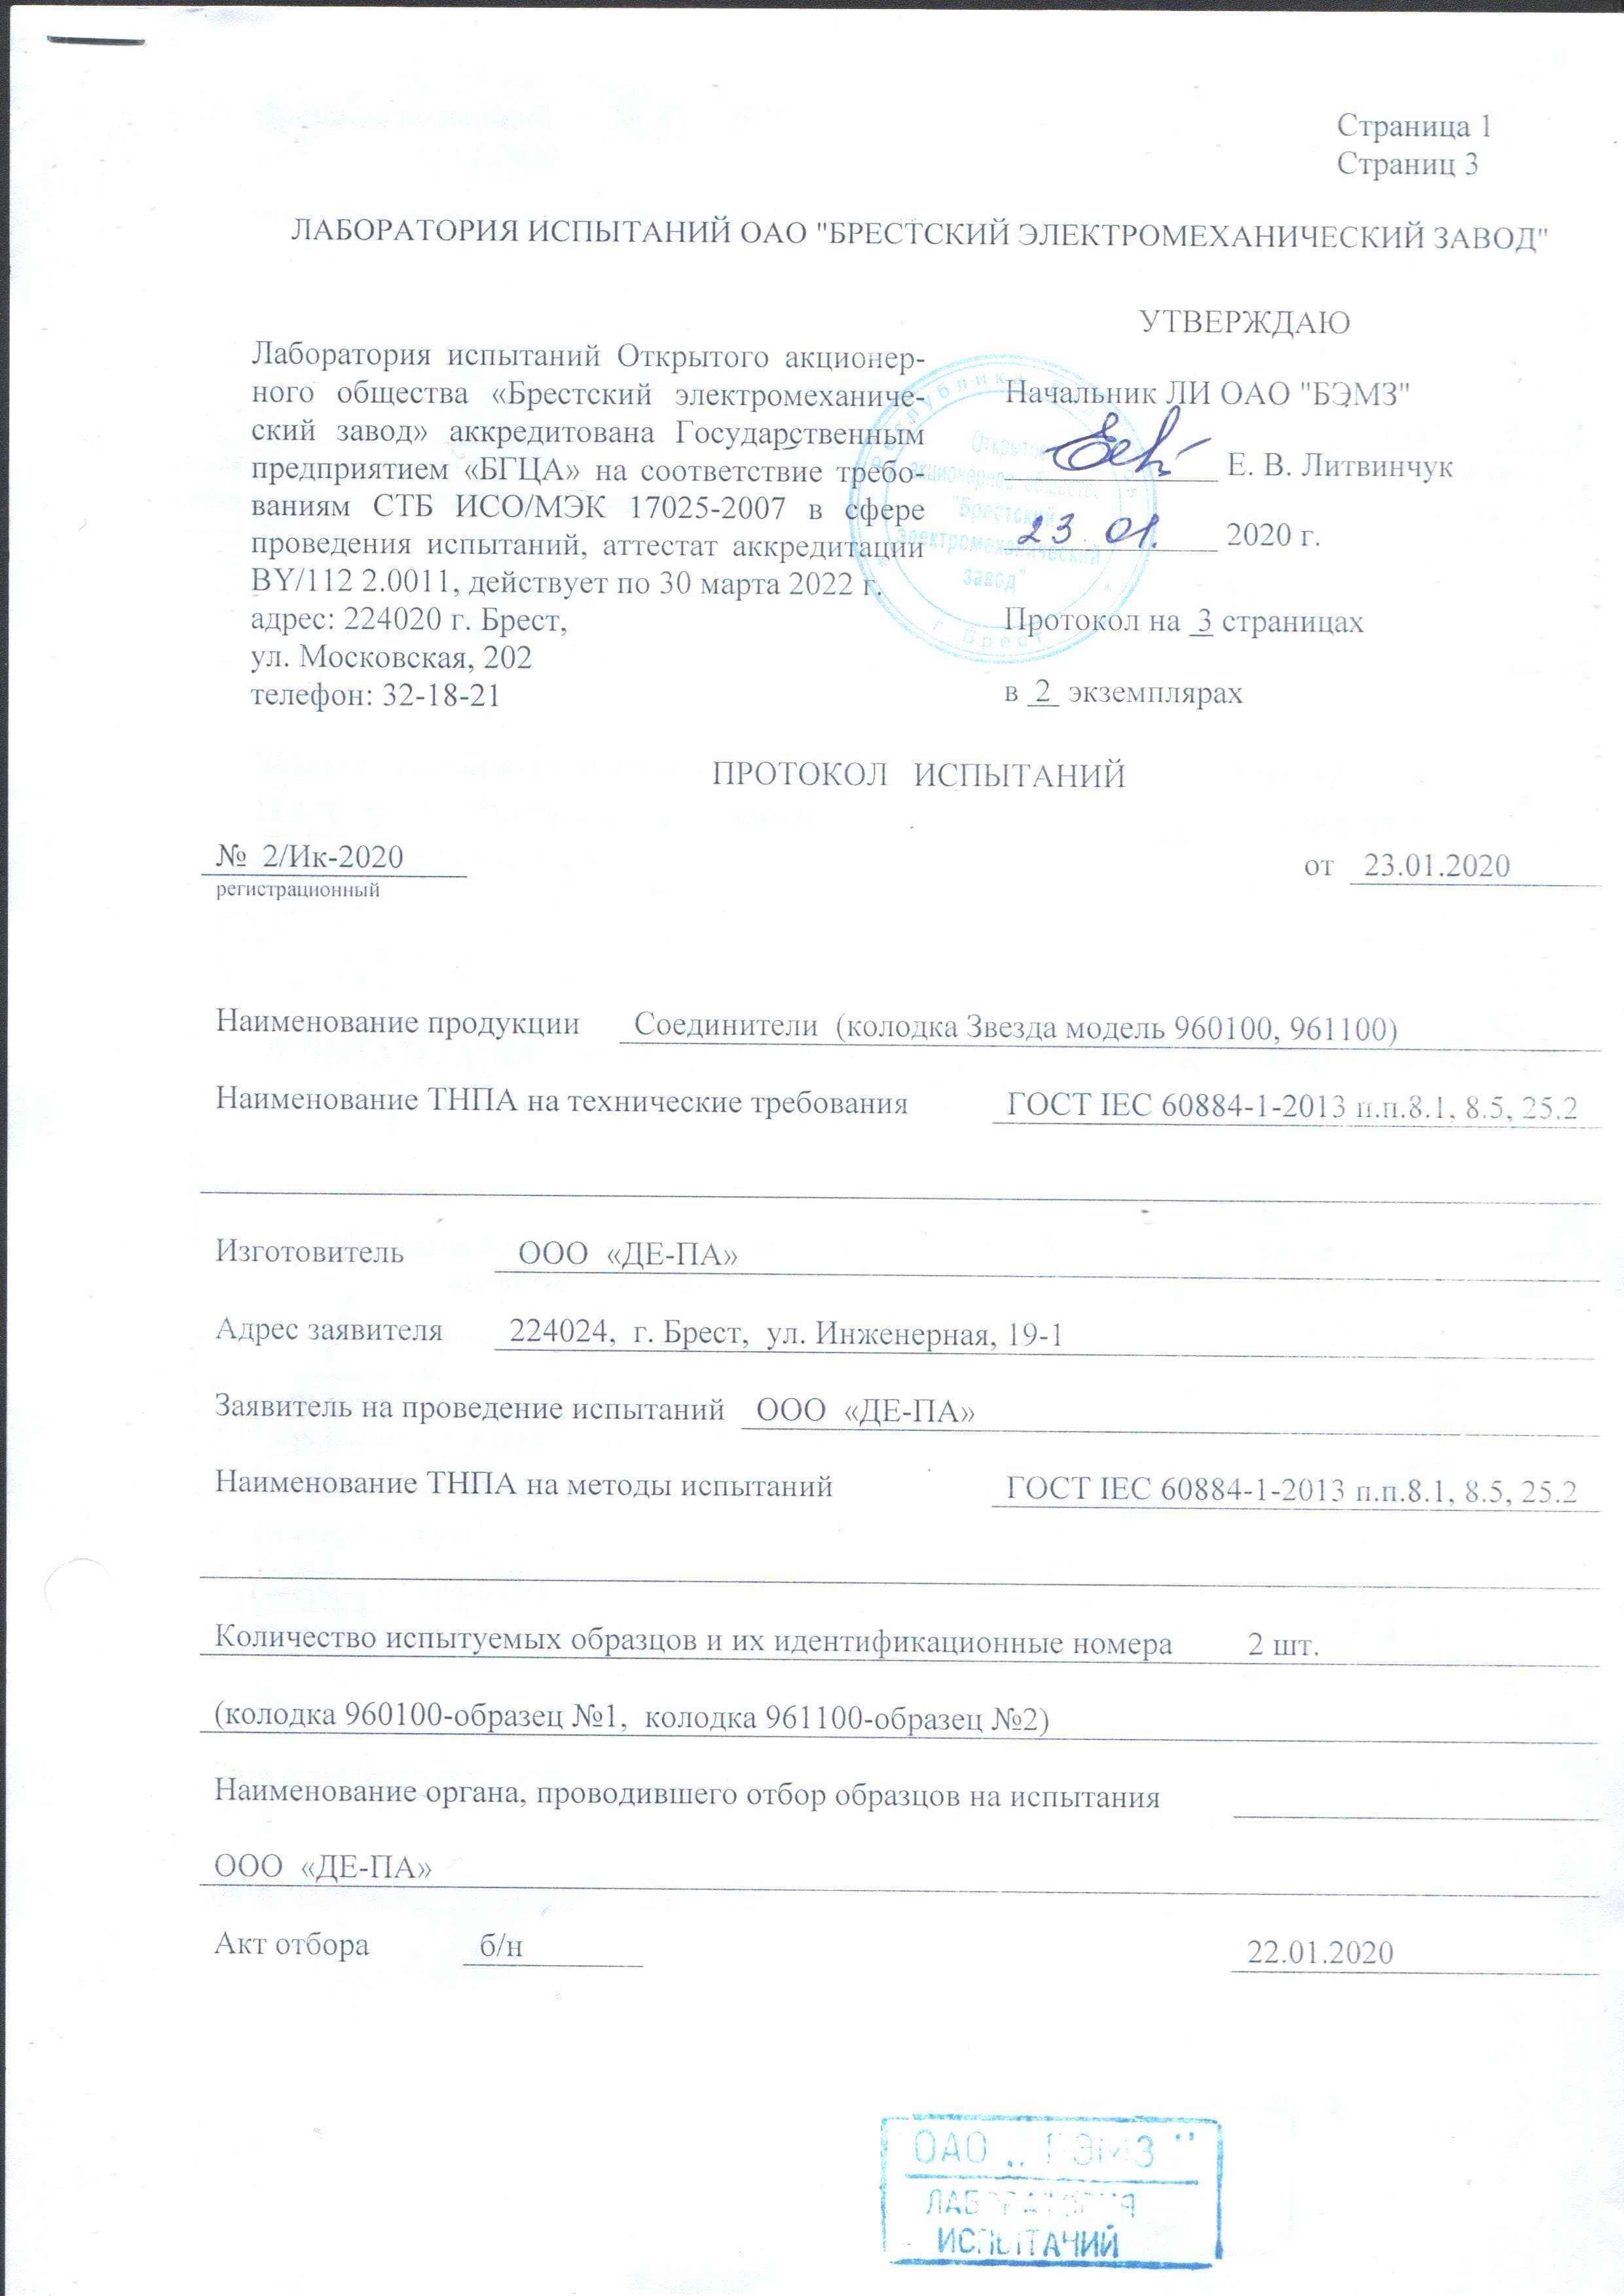 Страница 1
Страниц 3
ЛАБОРАТОРИЯ ИСПЫТАНИЙ ОАО "БРЕСТСКИЙ ЭЛЕКТРОМЕХАНИЧЕСКИЙ ЗАВОД"
Лаборатория испытаний Открытого акционер-
ного общества «Брестский электромеханиче-
ский завод» аккредитована Государственным
предприятием «БГЦА» на соответствие требо-
ваниям СТБ ИСО/МЭК 17025-2007 в сфере
проведения испытаний, аттестат аккредитации
BY/112 2.0011, действует по 30 марта 2022 г.
адрес: 224020 г. Брест,
ул. Московская, 202
телефон: 32-18-21
УТВЕРЖДАЮ
Начальник ЛИ ОАО "БЭМЗ"
Е. В. Литвинчук
23 01. 2020 г.
Протокол на 3 страницах
в 2 экземплярах
Открытое
акционерное общество
"Брестский
электромеханический
завод"
г. Брест
ПРОТОКОЛ ИСПЫТАНИЙ
№ 2/Ик-2020 от 23.01.2020
регистрационный
Наименование продукции Соединители (колодка Звезда модель 960100, 961100)
Наименование ТНПА на технические требования ГОСТ IEC 60884-1-2013 п.п.8.1, 8.5, 25.2
Изготовитель ООО «ДЕ-ПА»
Адрес заявителя 224024, г. Брест, ул. Инженерная, 19-1
Заявитель на проведение испытаний ООО «ДЕ-ПА»
Наименование ТНПА на методы испытаний ГОСТ IEC 60884-1-2013 п.п.8.1, 8.5, 25.2
Количество испытуемых образцов и их идентификационные номера 2 шт.
(колодка 960100-образец №1, колодка 961100-образец №2)
Наименование органа, проводившего отбор образцов на испытания
ООО «ДЕ-ПА»
Акт отбора б/н 22.01.2020
ОАО „БЭМЗ"
ЛАБОРАТОРИЯ
ИСПЫТАНИЙ